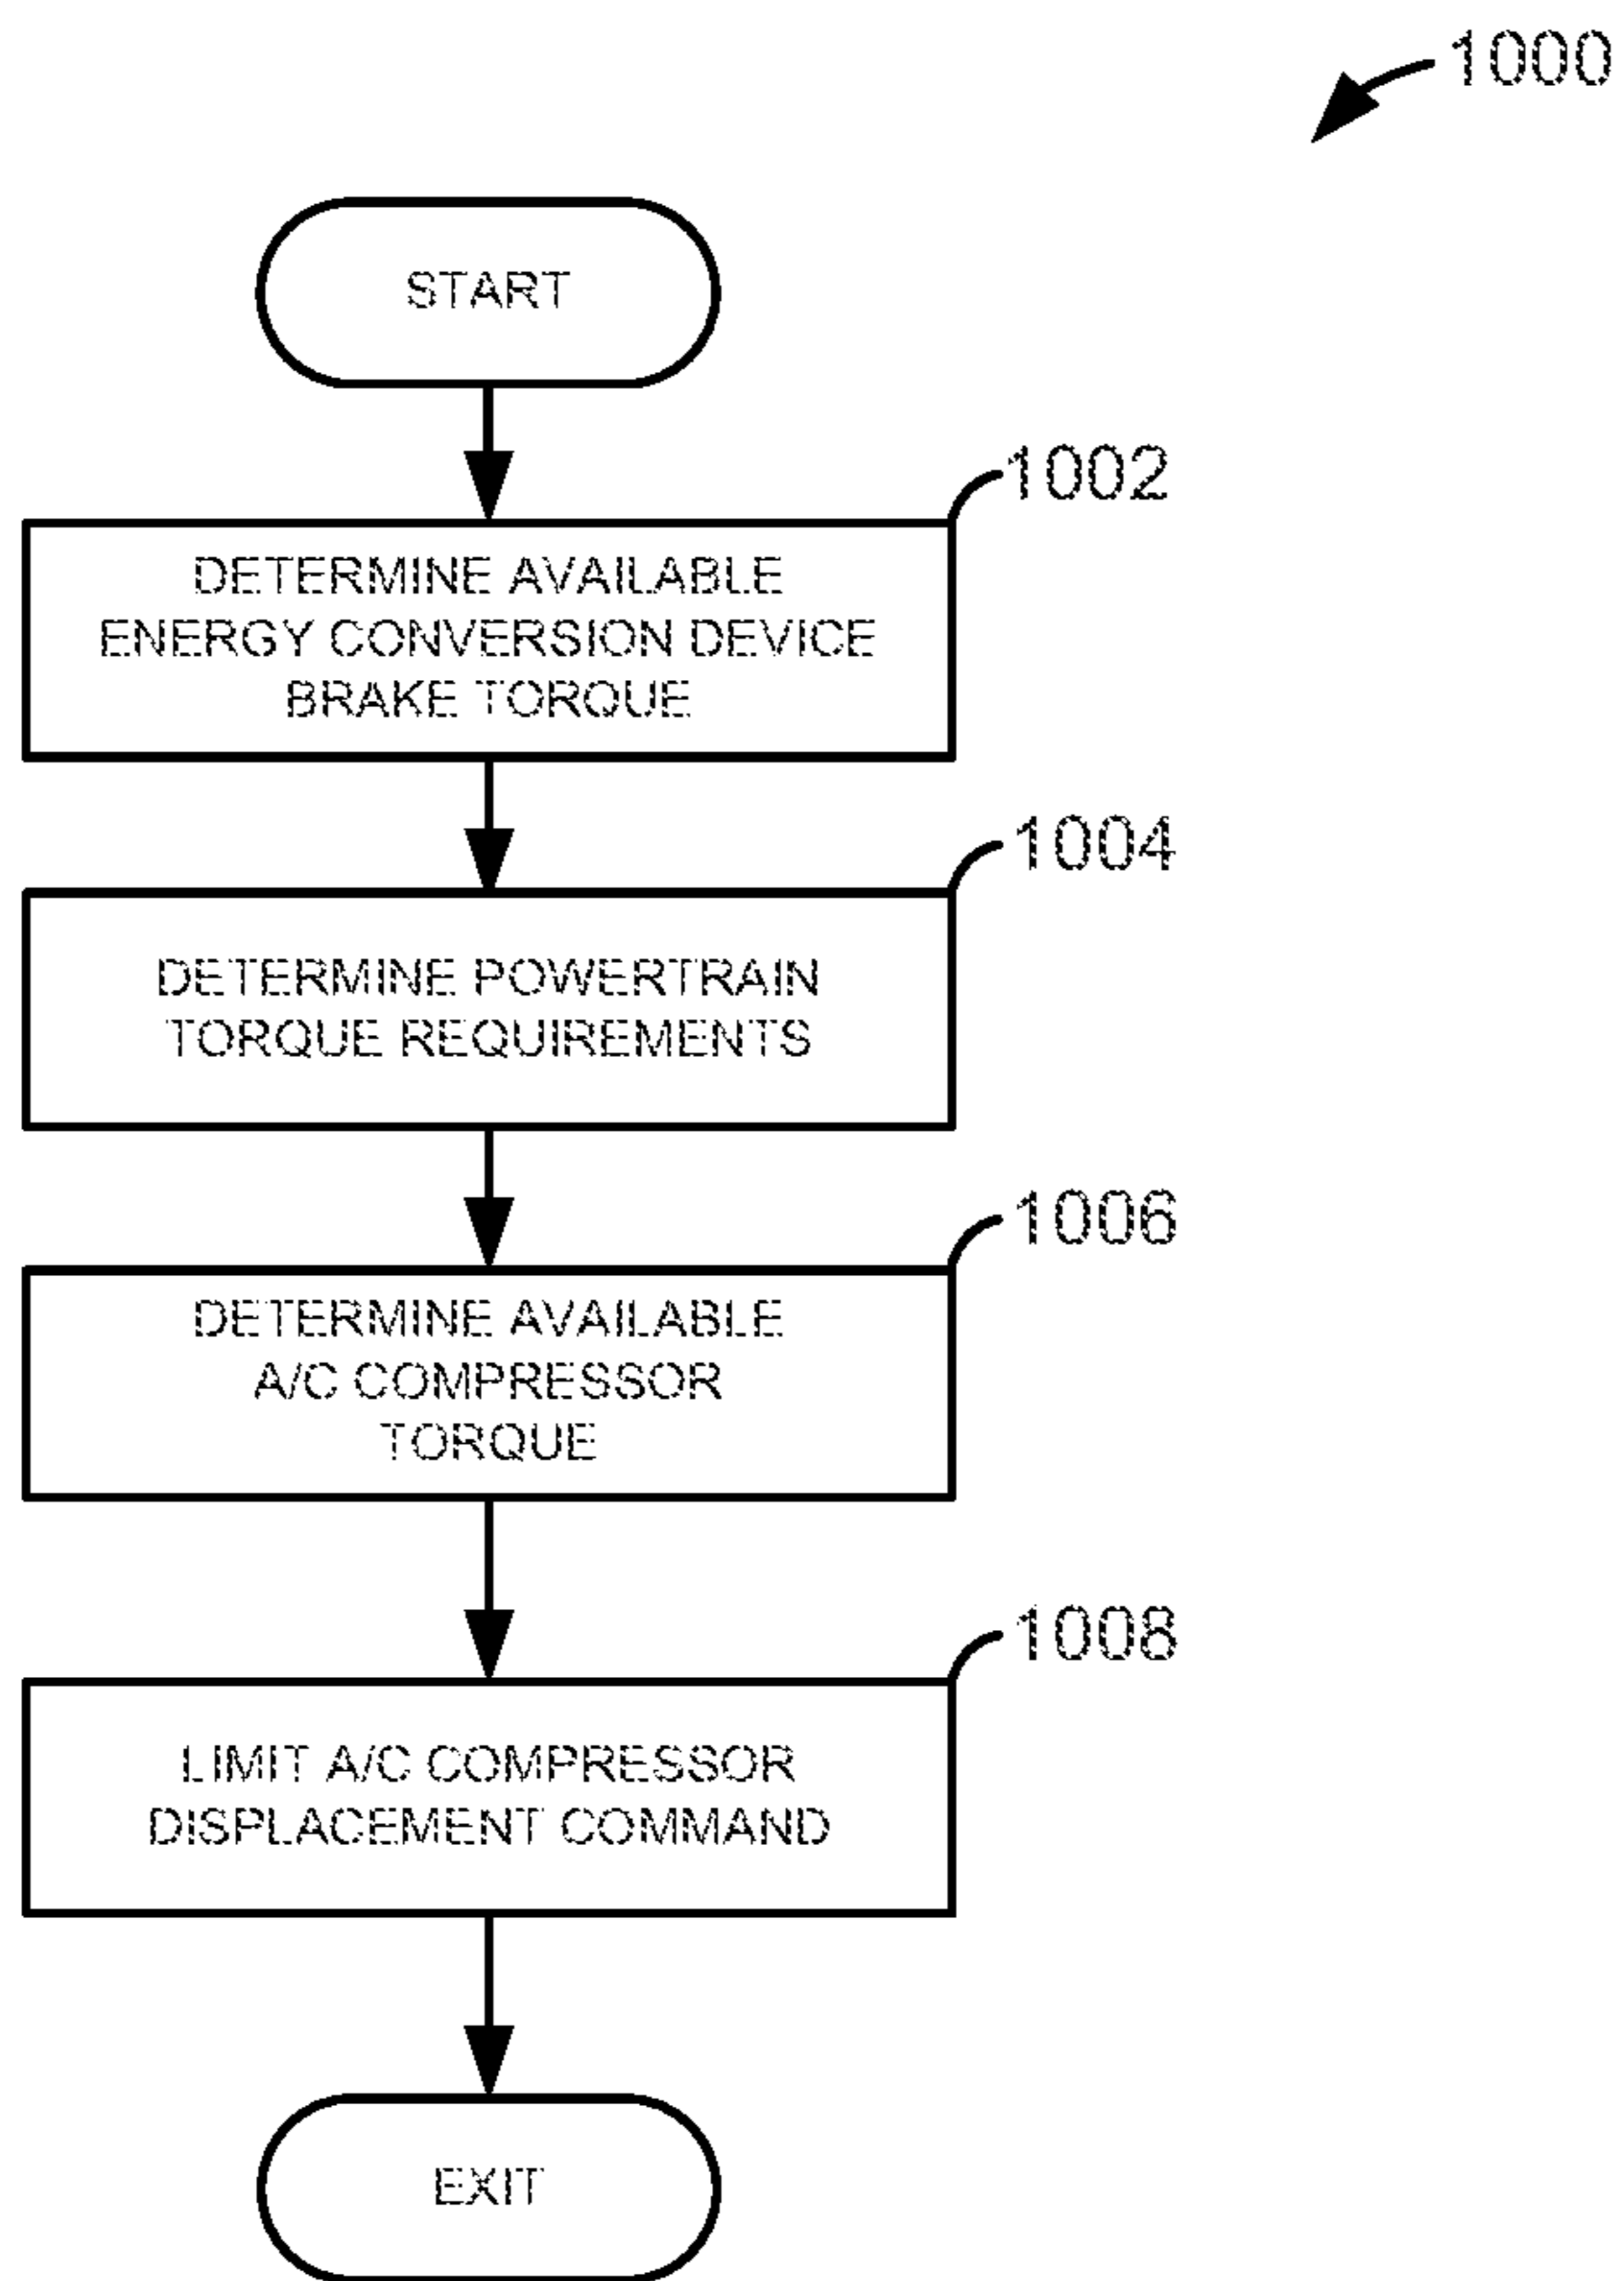 1000
START
1002
DETERMINE AVAILABLE
ENERGY CONVERSION DEVICE
BRAKE TORQUE
1004
DETERMINE POWERTRAIN
TORQUE REQUIREMENTS
1006
DETERMINE AVAILABLE
A/C COMPRESSOR
TORQUE
1008
LIMIT A/C COMPRESSOR
DISPLACEMENT COMMAND
EXIT